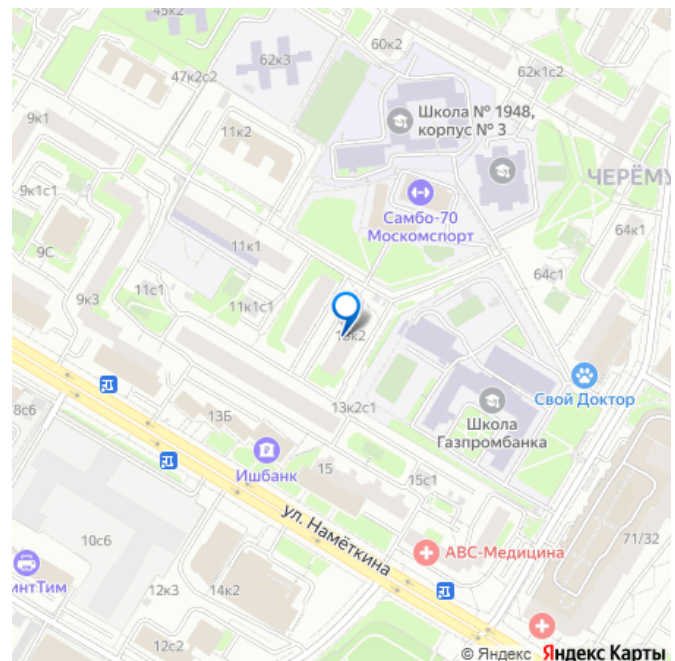 45к2
60к2
62к3
62к1с2
47к2с2
Школа № 1948,
корпус № 3
9к1
11к2
ЧЕРЁМУ
9к1с1
Самбо-70
Москомспорт
64к1
9С
11к1
64с1
9к3
11с1
11к1с1
13к2
Свой Доктор
8с6
13Б
13к2с1
Школа
Газпромбанка
Ишбанк
15
15с1
ул. Намёткина
71/32
10с6
АВС-Медицина
интТим
12к3
14к2
12с2
© Яндекс Яндекс Карты